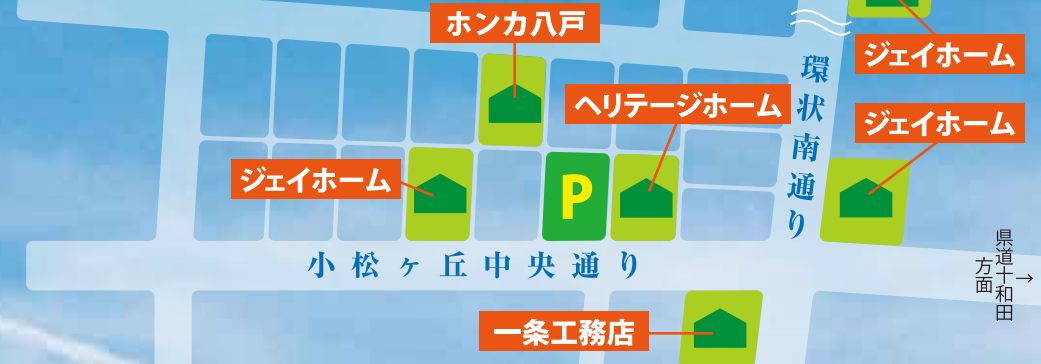 ホンカ八戸
ジェイホーム
ヘリテージホーム
ジェイホーム
ジェイホーム
P
環状南通り
小松ヶ丘中央通り
県道十和田
方面
→
一条工務店